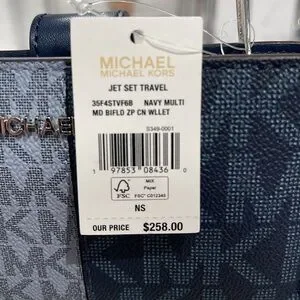 MICHAEL
MICHAEL KORS
JET SET TRAVEL
35F4STVF6B NAVY MULTI
MD BIFLD ZP CN WLLET
S349-0001
1 97853 08436 0
FSC
MIX
Paper
FSC® C012345
NS
OUR PRICE $258.00
MICHAEL